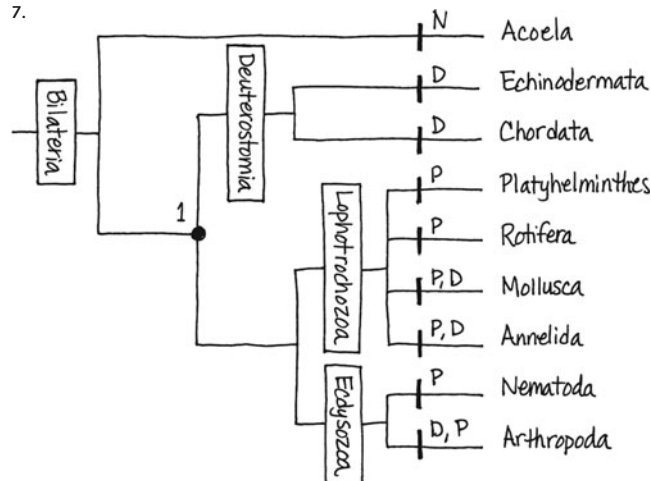 7.
N Acoela
D Echinodermata
D Chordata
P Platyhelminthes
P Rotifera
P, D Mollusca
P, D Annelida
P Nematoda
D, P Arthropoda
Bilateria
1
Deuterostomia
Lophotrochozoa
Ecdysozoa